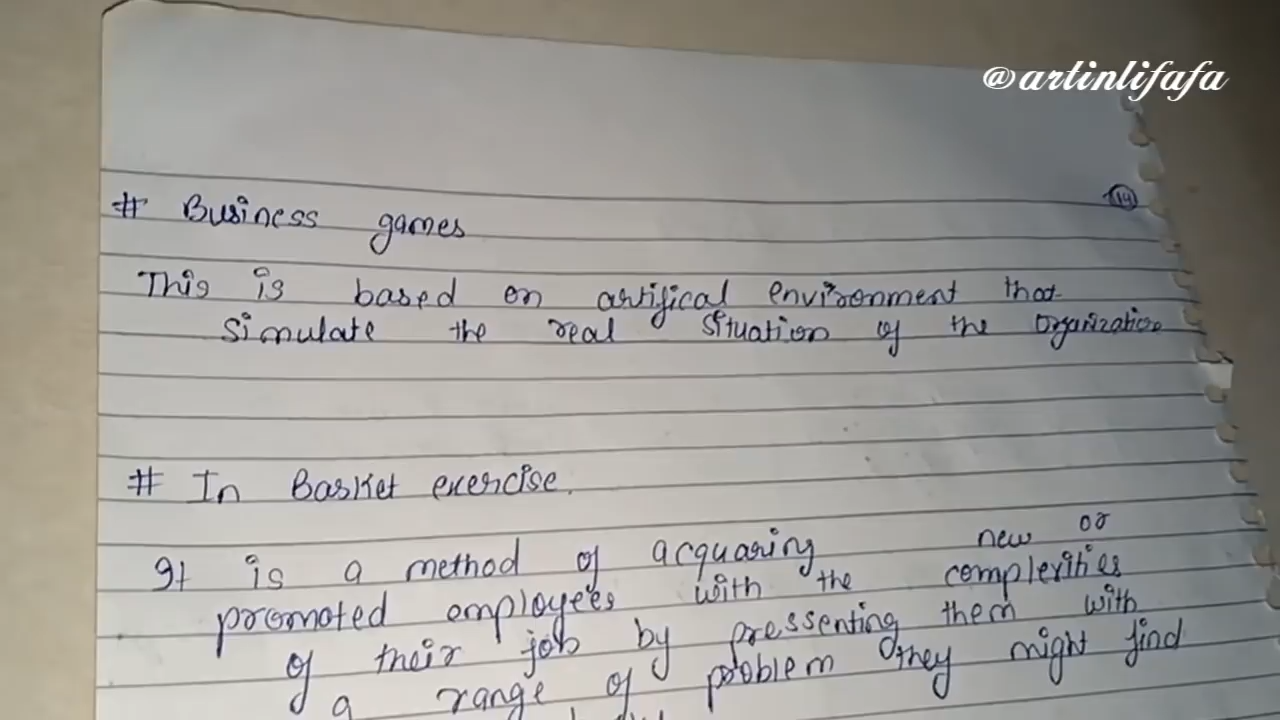 @artinlifafa
14
# Business games
This is based on artifical environment that
simulate the real situation of the organization
# In Basket exercise.
It is a method of acquaring new or
promoted employees with the complexities
of their job by pressenting them with
a range of problem they might find